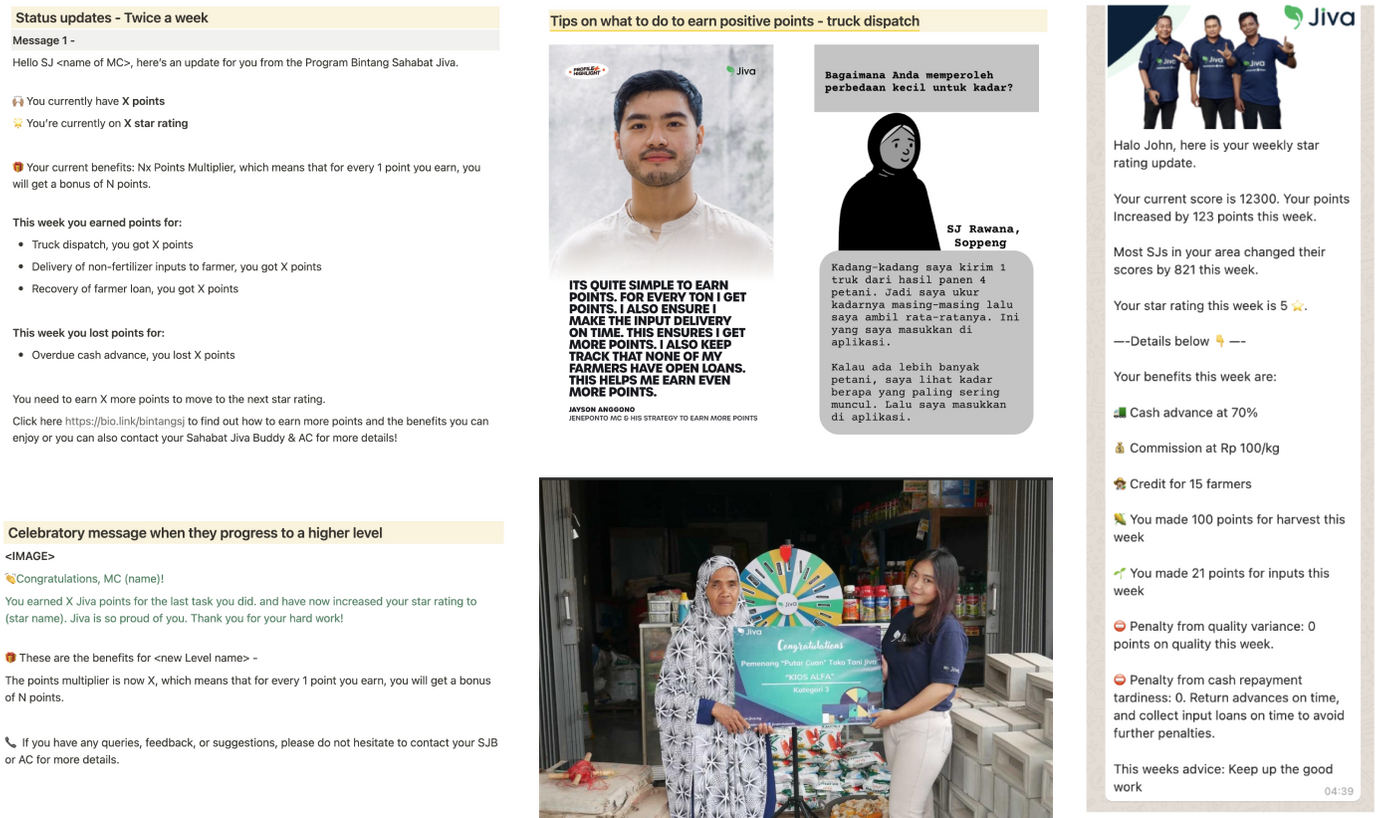 Status updates - Twice a week
Message 1 -
Hello SJ <name of MC>, here's an update for you from the Program Bintang Sahabat Jiva.
🙌 You currently have X points
🌟 You're currently on X star rating
🎁 Your current benefits: Nx Points Multiplier, which means that for every 1 point you earn, you
will get a bonus of N points.
This week you earned points for:
• Truck dispatch, you got X points
• Delivery of non-fertilizer inputs to farmer, you got X points
• Recovery of farmer loan, you got X points
This week you lost points for:
• Overdue cash advance, you lost X points
You need to earn X more points to move to the next star rating.
Click here https://bio.link/bintangsj to find out how to earn more points and the benefits you can
enjoy or you can also contact your Sahabat Jiva Buddy & AC for more details!
Celebratory message when they progress to a higher level
<IMAGE>
👏Congratulations, MC (name)!
You earned X Jiva points for the last task you did. and have now increased your star rating to
(star name). Jiva is so proud of you. Thank you for your hard work!
🎁 These are the benefits for <new Level name> -
The points multiplier is now X, which means that for every 1 point you earn, you will get a bonus
of N points.
📞 If you have any queries, feedback, or suggestions, please do not hesitate to contact your SJB
or AC for more details.
Tips on what to do to earn positive points - truck dispatch
PROFILE
HIGHLIGHT
Jiva
ITS QUITE SIMPLE TO EARN
POINTS. FOR EVERY TON I GET
POINTS. I ALSO ENSURE I
MAKE THE INPUT DELIVERY
ON TIME. THIS ENSURES I GET
MORE POINTS. I ALSO KEEP
TRACK THAT NONE OF MY
FARMERS HAVE OPEN LOANS.
THIS HELPS ME EARN EVEN
MORE POINTS.
JAYSON ANGGONO
JENEPONTO MC & HIS STRATEGY TO EARN MORE POINTS
Bagaimana Anda memperoleh
perbedaan kecil untuk kadar?
SJ Rawana,
Soppeng
Kadang-kadang saya kirim 1
truk dari hasil panen 4
petani. Jadi saya ukur
kadarnya masing-masing lalu
saya ambil rata-ratanya. Ini
yang saya masukkan di
aplikasi.
Kalau ada lebih banyak
petani, saya lihat kadar
berapa yang paling sering
muncul. Lalu saya masukkan
di aplikasi.
Jiva
Jiva
Congratulations
Pemenang "Putar Cuan" Toko Tani Jiva
"KIOS ALFA"
Kategori 3
Jiva
Halo John, here is your weekly star
rating update.
Your current score is 12300. Your points
Increased by 123 points this week.
Most SJs in your area changed their
scores by 821 this week.
Your star rating this week is 5 ⭐.
—-Details below 👇 —-
Your benefits this week are:
🚛 Cash advance at 70%
💰 Commission at Rp 100/kg
👨‍🌾 Credit for 15 farmers
🌽 You made 100 points for harvest this
week
🌱 You made 21 points for inputs this
week
⛔ Penalty from quality variance: 0
points on quality this week.
⛔ Penalty from cash repayment
tardiness: 0. Return advances on time,
and collect input loans on time to avoid
further penalties.
This weeks advice: Keep up the good
work
04:39